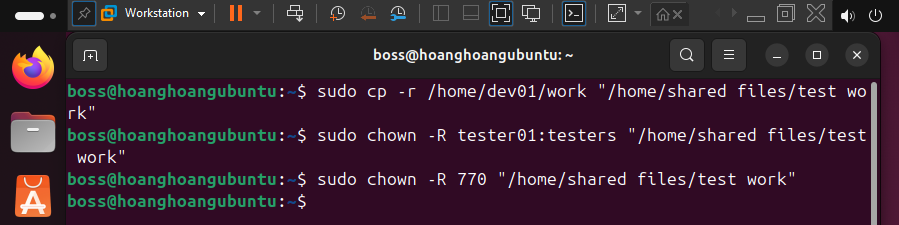 Workstation
boss@hoanghoangubuntu: ~
boss@hoanghoangubuntu:~$ sudo cp -r /home/dev01/work "/home/shared files/test wo
rk"
boss@hoanghoangubuntu:~$ sudo chown -R tester01:testers "/home/shared files/test
 work"
boss@hoanghoangubuntu:~$ sudo chown -R 770 "/home/shared files/test work"
boss@hoanghoangubuntu:~$